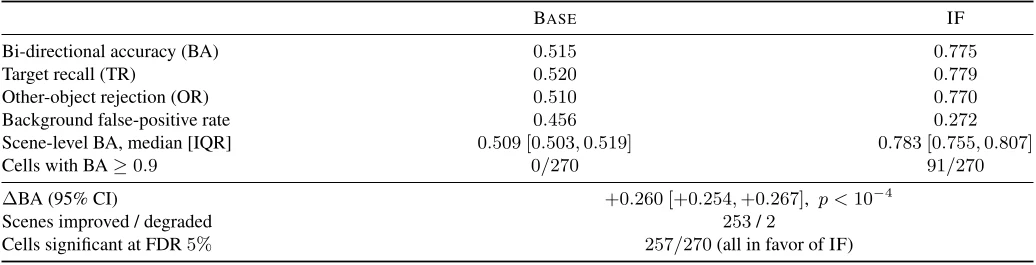 BASE IF
Bi-directional accuracy (BA) 0.515 0.775
Target recall (TR) 0.520 0.779
Other-object rejection (OR) 0.510 0.770
Background false-positive rate 0.456 0.272
Scene-level BA, median [IQR] 0.509 [0.503, 0.519] 0.783 [0.755, 0.807]
Cells with BA ≥ 0.9 0/270 91/270
ΔBA (95% CI) +0.260 [+0.254, +0.267], p < 10⁻⁴
Scenes improved / degraded 253 / 2
Cells significant at FDR 5% 257/270 (all in favor of IF)